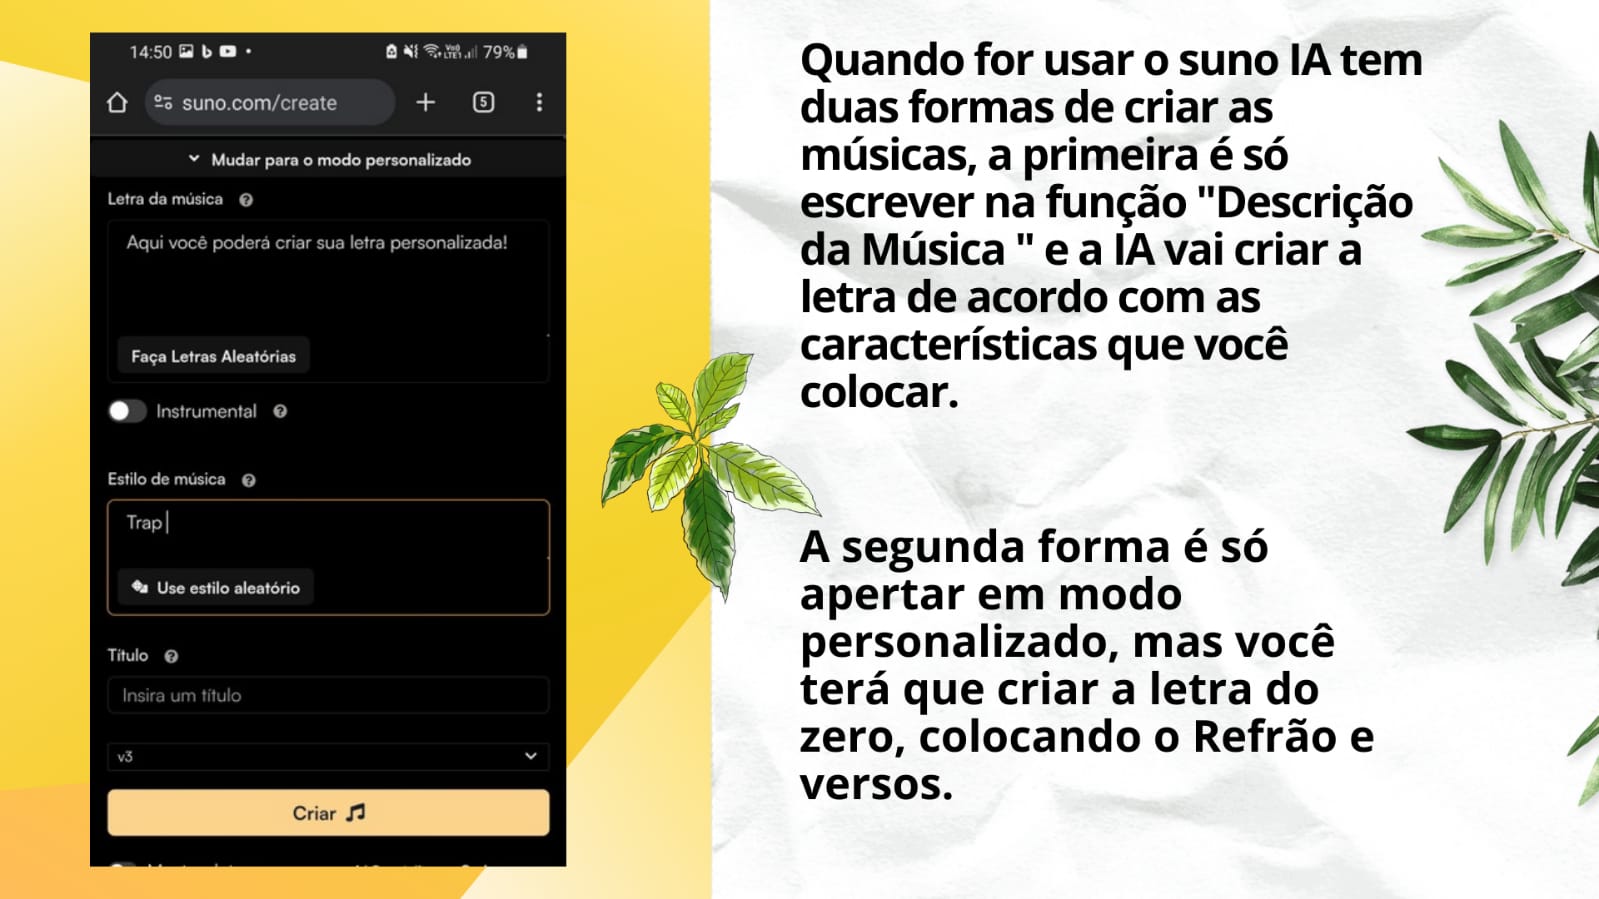 14:50
VoD LTE1 79%
suno.com/create
5
Mudar para o modo personalizado
Letra da música
Aqui você poderá criar sua letra personalizada!
Faça Letras Aleatórias
Instrumental
Estilo de música
Trap
Use estilo aleatório
Título
Insira um título
v3
Criar
Quando for usar o suno IA tem
duas formas de criar as
músicas, a primeira é só
escrever na função "Descrição
da Música " e a IA vai criar a
letra de acordo com as
características que você
colocar.
A segunda forma é só
apertar em modo
personalizado, mas você
terá que criar a letra do
zero, colocando o Refrão e
versos.